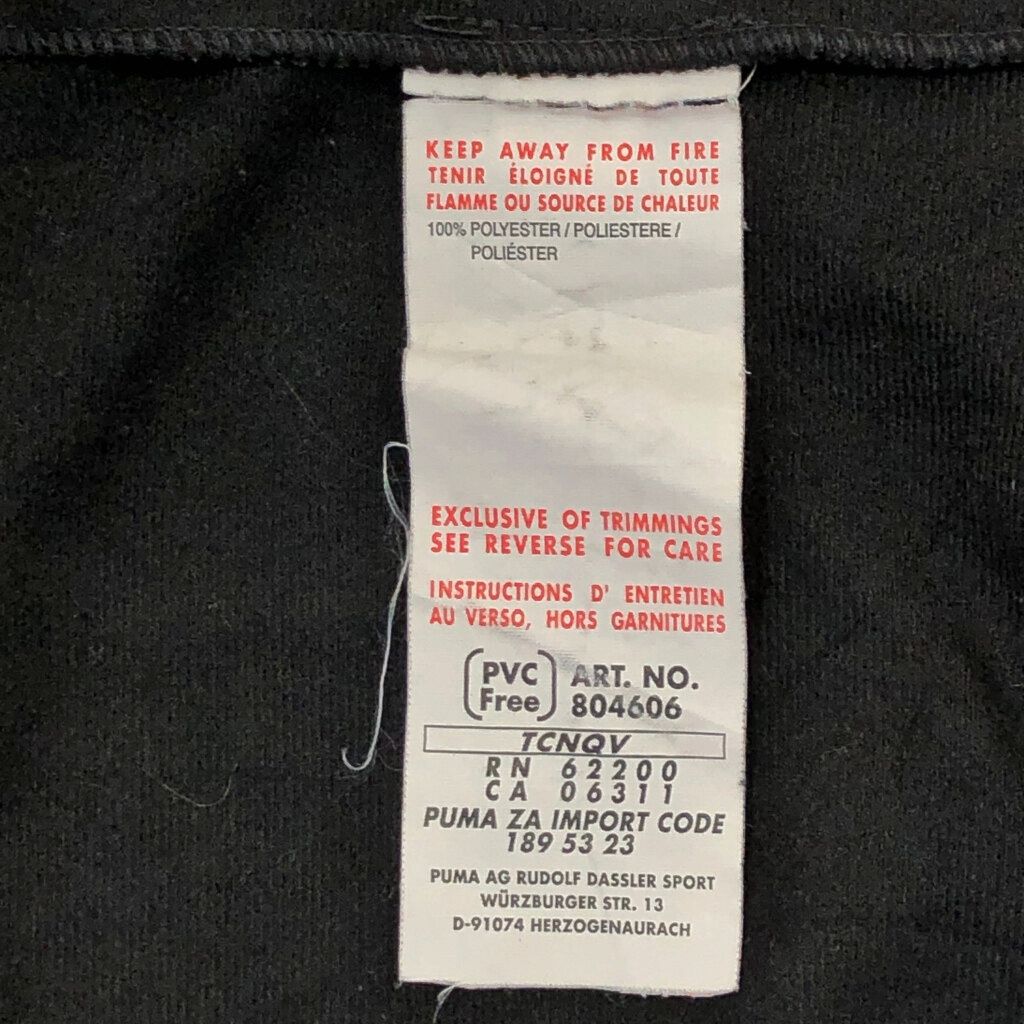 KEEP AWAY FROM FIRE
TENIR ÉLOIGNÉ DE TOUTE
FLAMME OU SOURCE DE CHALEUR
100% POLYESTER / POLIESTERE /
POLIÉSTER
EXCLUSIVE OF TRIMMINGS
SEE REVERSE FOR CARE
INSTRUCTIONS D' ENTRETIEN
AU VERSO, HORS GARNITURES
PVC Free
ART. NO.
804606
TCNQV
RN 62200
CA 06311
PUMA ZA IMPORT CODE
189 53 23
PUMA AG RUDOLF DASSLER SPORT
WÜRZBURGER STR. 13
D-91074 HERZOGENAURACH